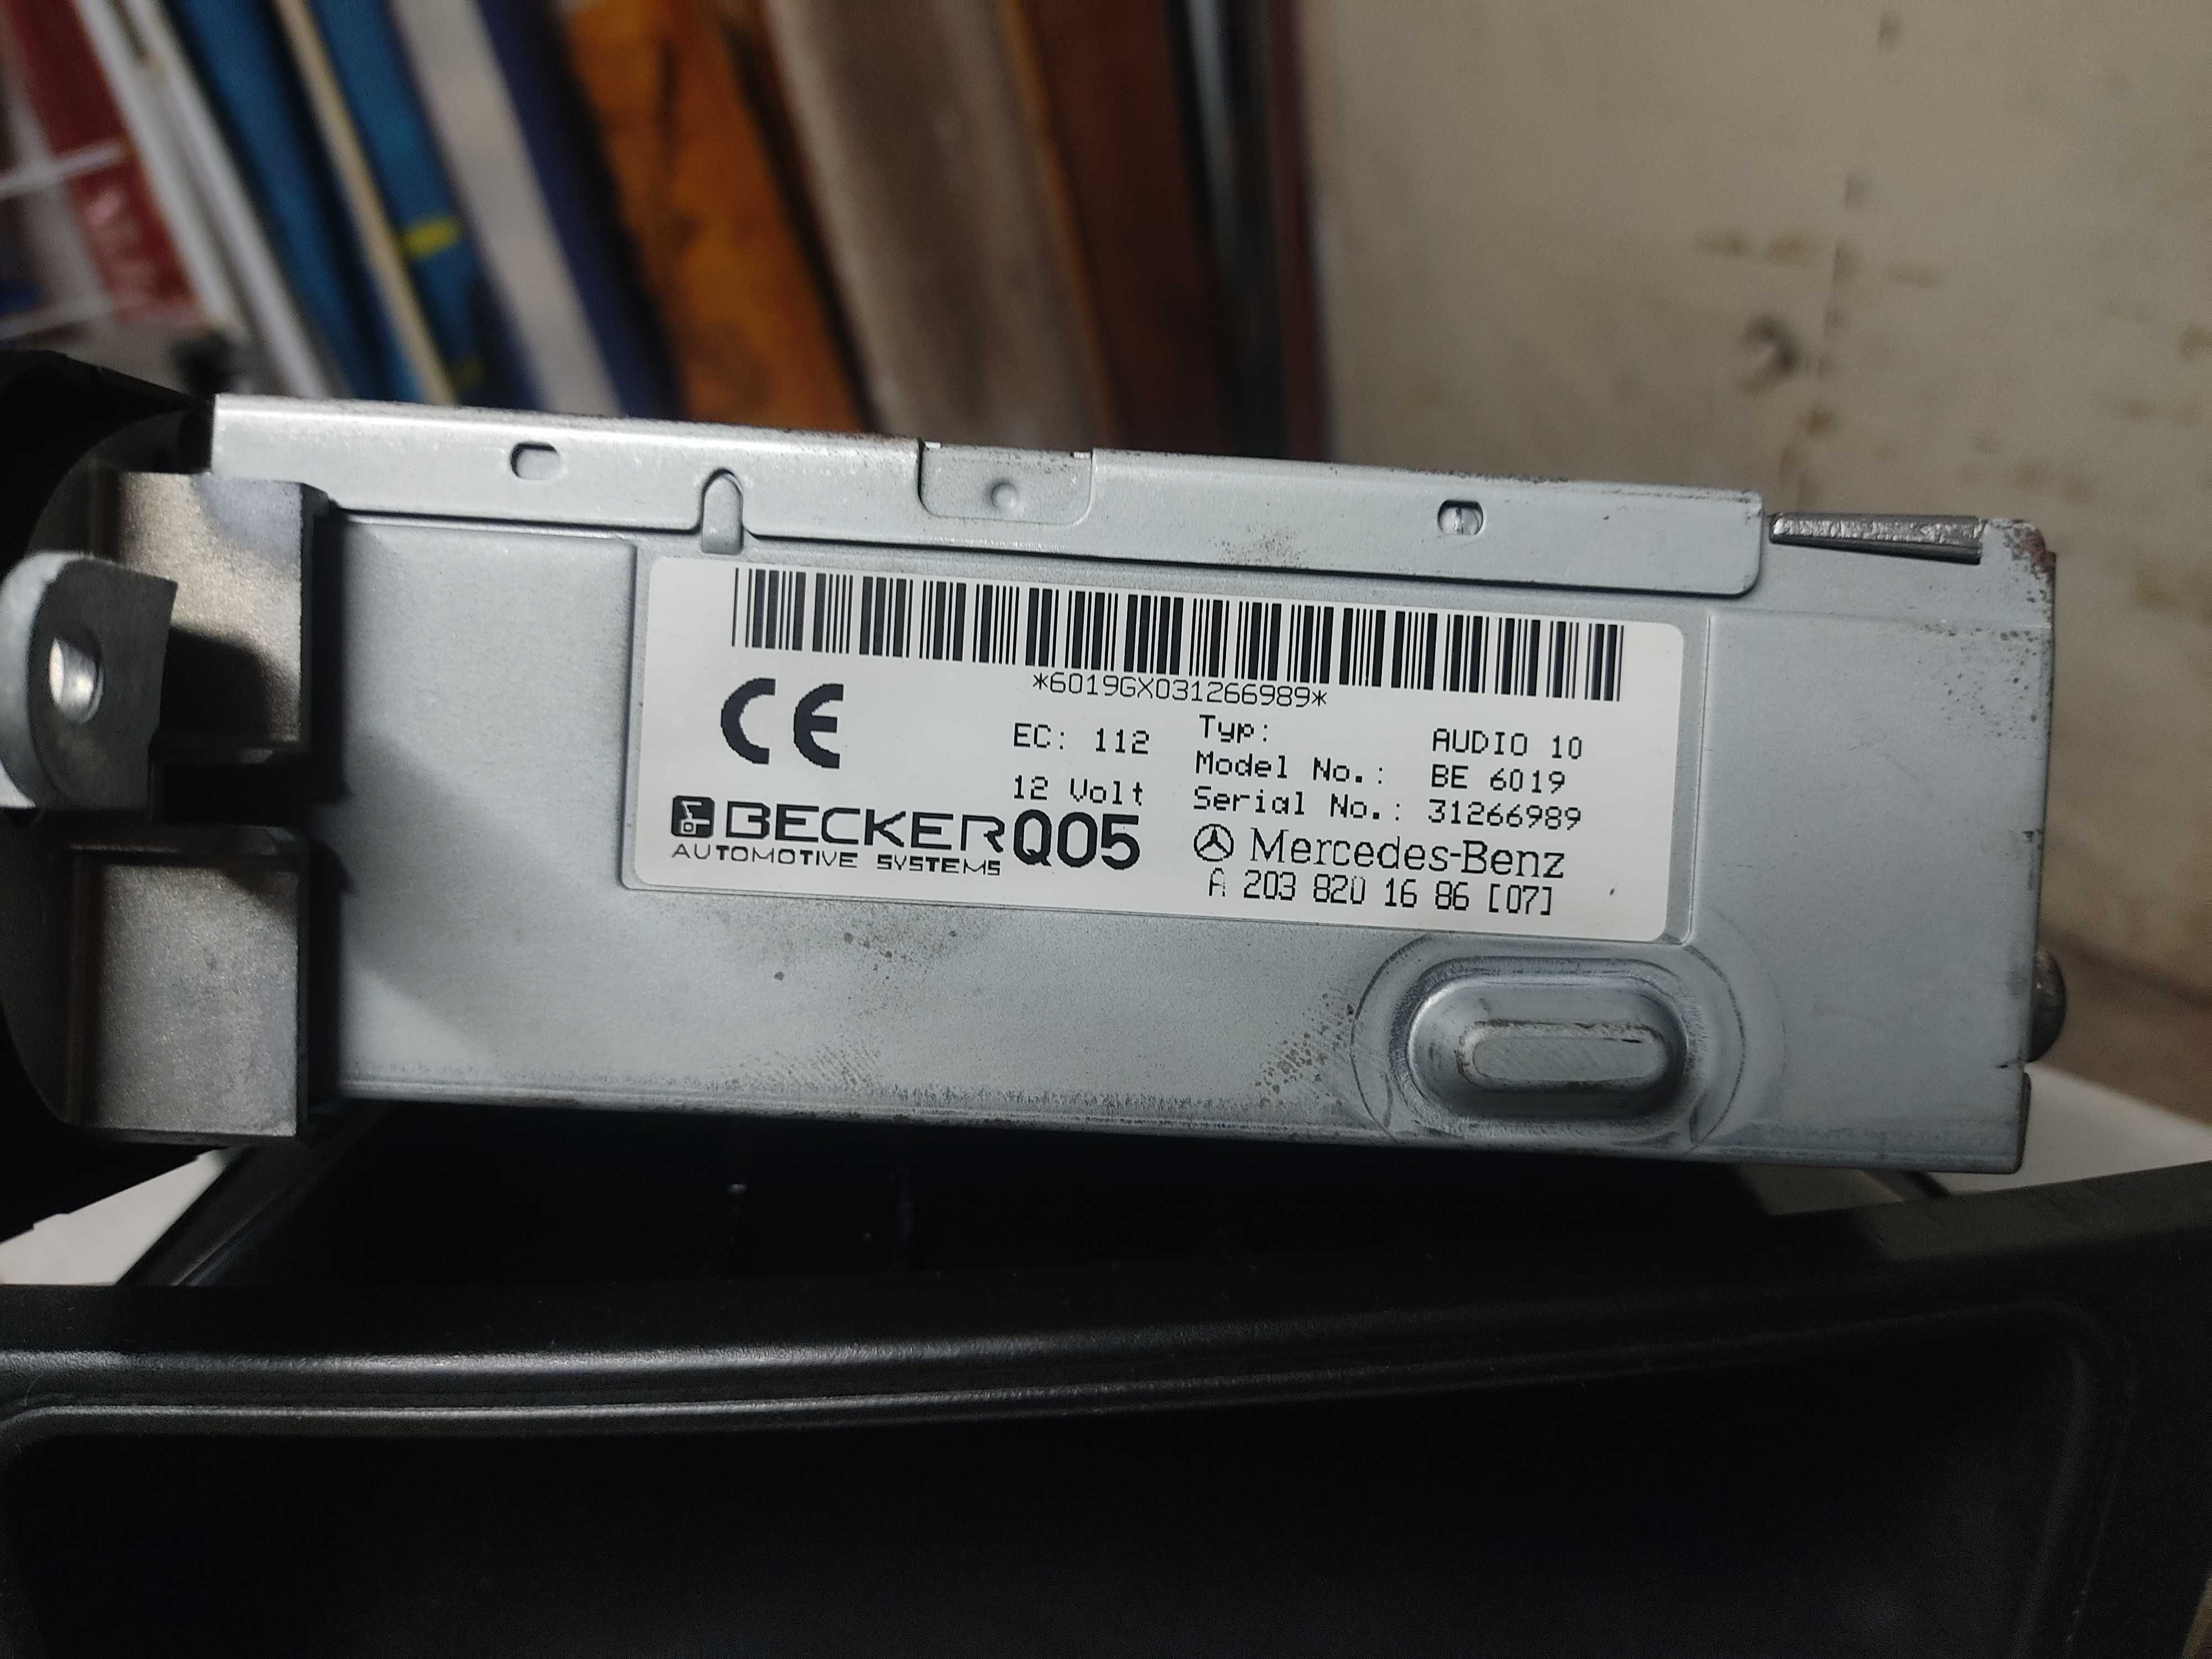 *6019GX031266989*
CE
EC: 112
12 Volt
BECKER Q05
AUTOMOTIVE SYSTEMS
Typ: AUDIO 10
Model No.: BE 6019
Serial No.: 31266989
Mercedes-Benz
A 203 820 16 86 [07]